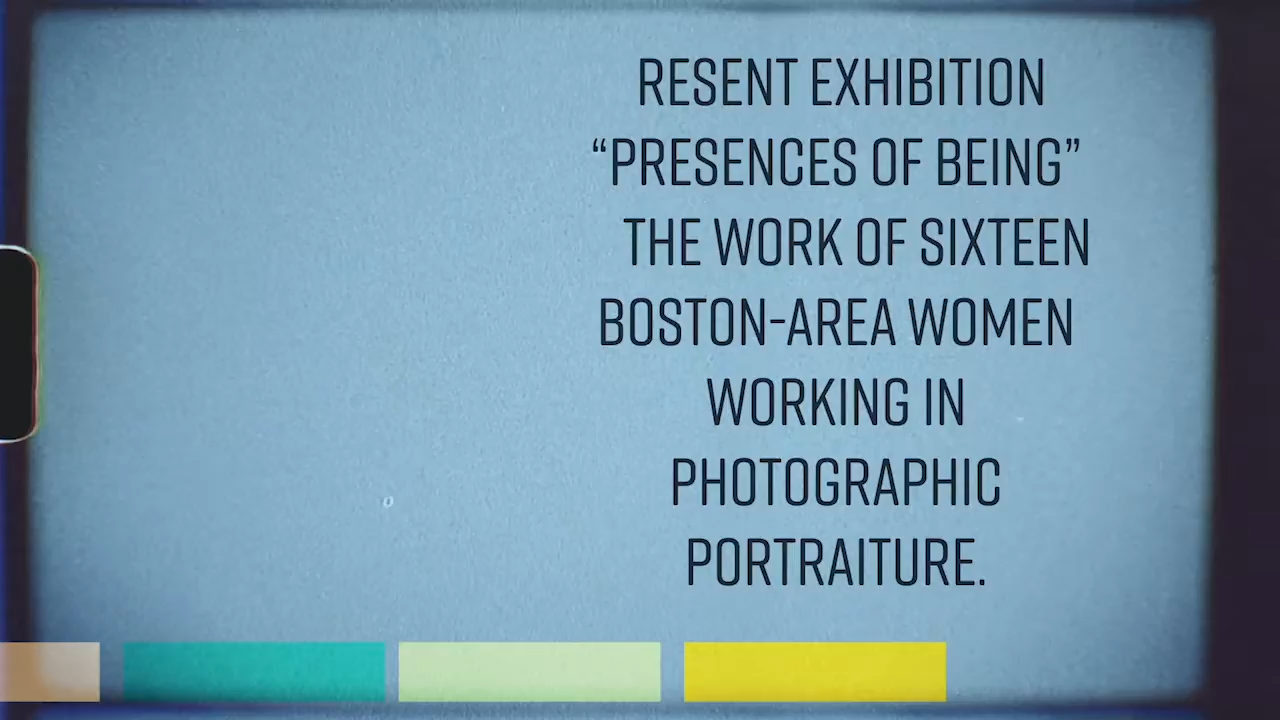 RESENT EXHIBITION
“PRESENCES OF BEING”
THE WORK OF SIXTEEN
BOSTON-AREA WOMEN
WORKING IN
PHOTOGRAPHIC
PORTRAITURE.